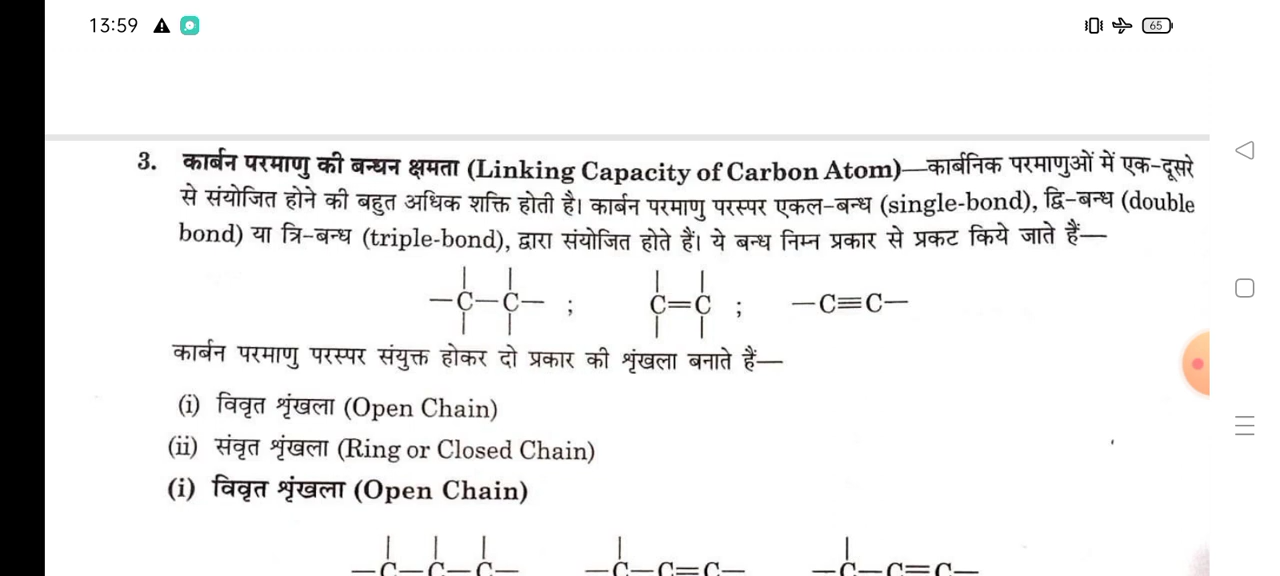 13:59
65
3. कार्बन परमाणु की बन्धन क्षमता (Linking Capacity of Carbon Atom)—कार्बनिक परमाणुओं में एक-दूसरे
से संयोजित होने की बहुत अधिक शक्ति होती है। कार्बन परमाणु परस्पर एकल-बन्ध (single-bond), द्वि-बन्ध (double
bond) या त्रि-बन्ध (triple-bond), द्वारा संयोजित होते हैं। ये बन्ध निम्न प्रकार से प्रकट किये जाते हैं—
—C—C— ; C=C ; —C≡C—
कार्बन परमाणु परस्पर संयुक्त होकर दो प्रकार की शृंखला बनाते हैं—
(i) विवृत शृंखला (Open Chain)
(ii) संवृत शृंखला (Ring or Closed Chain)
(i) विवृत शृंखला (Open Chain)
—C—C—C— —C—C=C— —C—C=C—